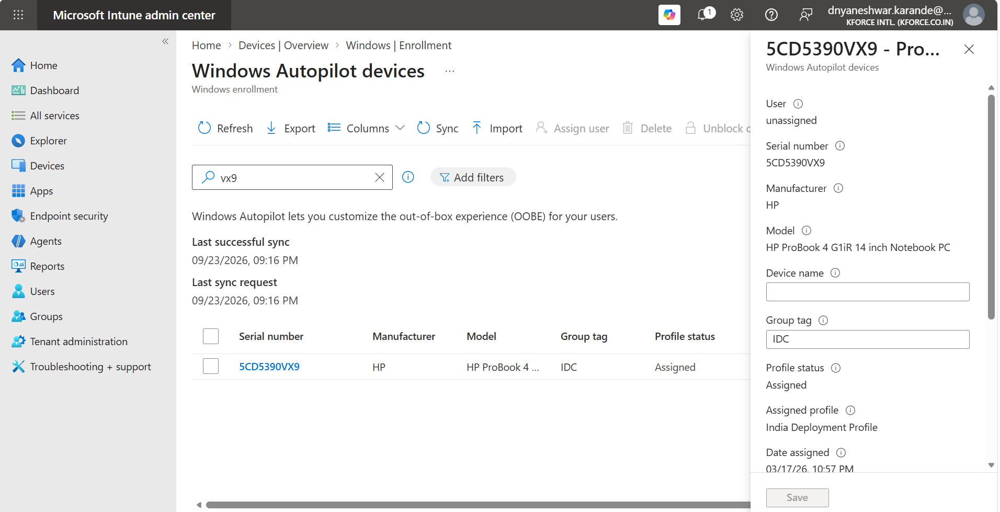 Microsoft Intune admin center
1
dnyaneshwar.karande@...
KFORCE INTL. (KFORCE.CO.IN)
Home
Dashboard
All services
Explorer
Devices
Apps
Endpoint security
Agents
Reports
Users
Groups
Tenant administration
Troubleshooting + support
Home > Devices | Overview > Windows | Enrollment
Windows Autopilot devices ...
Windows enrollment
Refresh Export Columns Sync Import Assign user Delete Unblock d
vx9
Add filters
Windows Autopilot lets you customize the out-of-box experience (OOBE) for your users.
Last successful sync
09/23/2026, 09:16 PM
Last sync request
09/23/2026, 09:16 PM
Serial number Manufacturer Model Group tag Profile status
5CD5390VX9 HP HP ProBook 4 ... IDC Assigned
5CD5390VX9 - Pro...
Windows Autopilot devices
User
unassigned
Serial number
5CD5390VX9
Manufacturer
HP
Model
HP ProBook 4 G1iR 14 inch Notebook PC
Device name
Group tag
IDC
Profile status
Assigned
Assigned profile
India Deployment Profile
Date assigned
03/17/26, 10:57 PM
Save